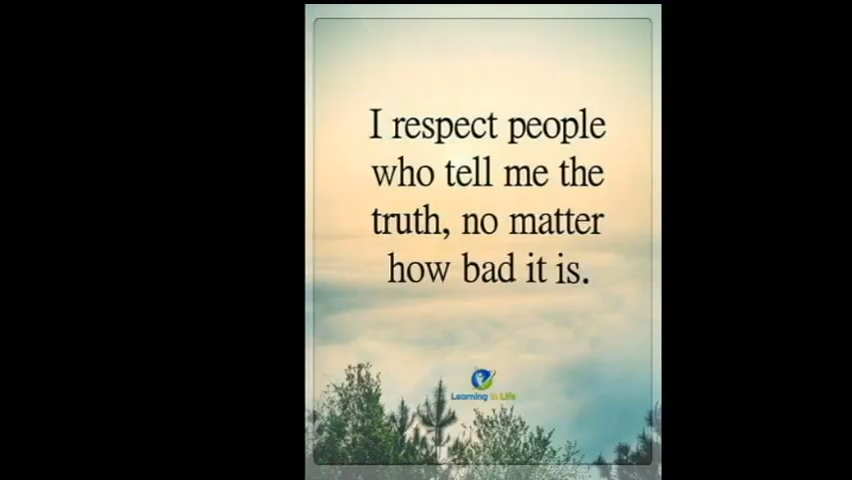 I respect people
who tell me the
truth, no matter
how bad it is.
Learning in Life